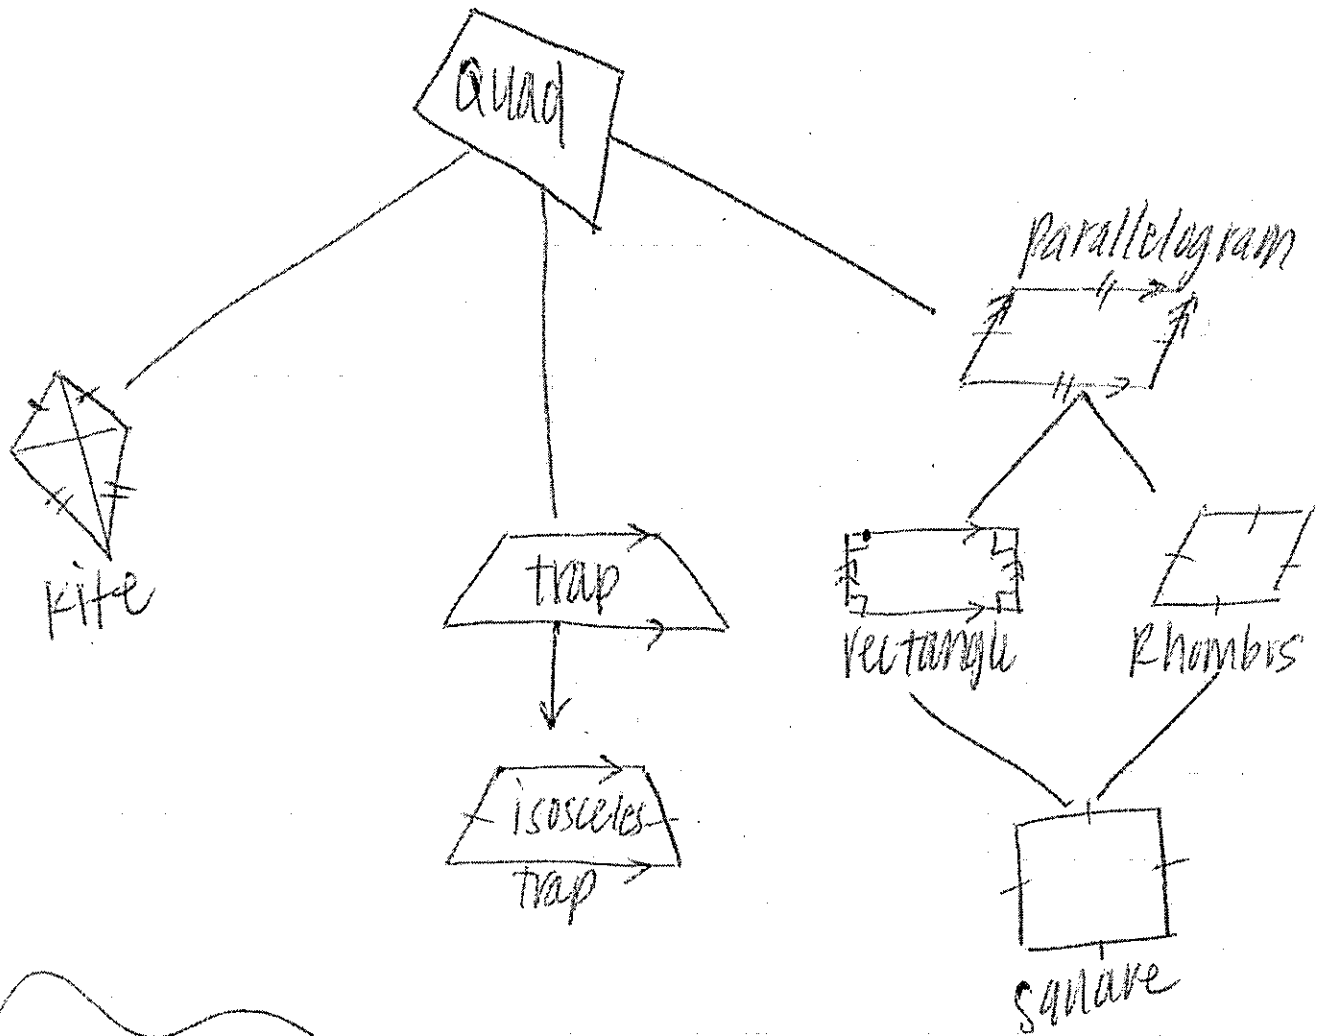 Quad
parallelogram
kite
trap
rectangle
Rhombus
isosceles
trap
square